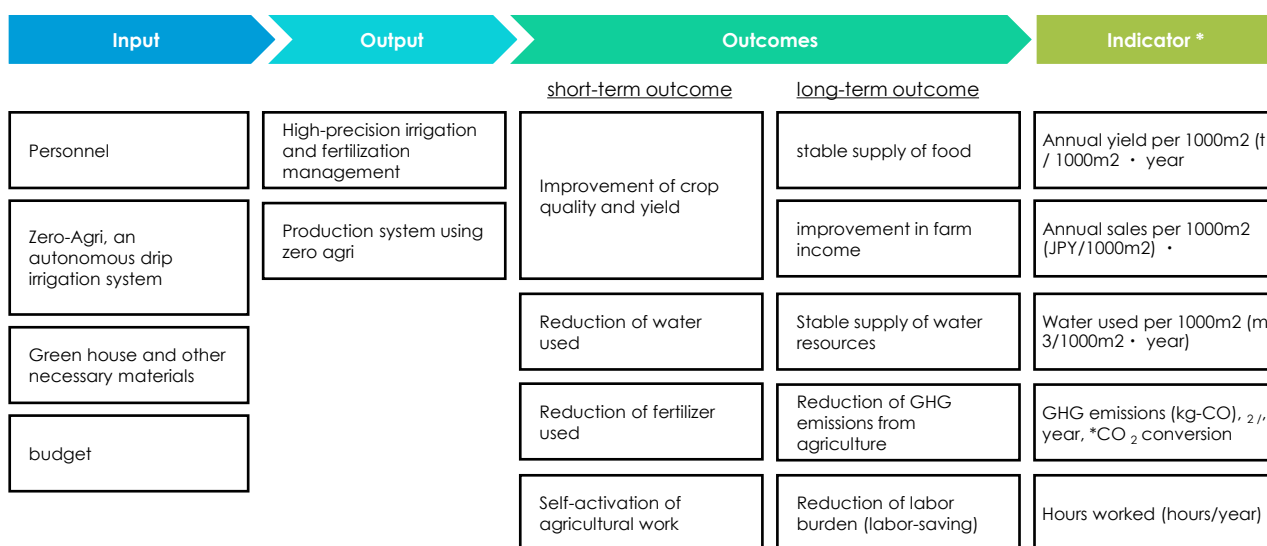 Input
Output
Outcomes
Indicator *
short-term outcome
long-term outcome
Personnel
Zero-Agri, an
autonomous drip
irrigation system
Green house and other
necessary materials
budget
High-precision irrigation
and fertilization
management
Production system using
zero agri
Improvement of crop
quality and yield
Reduction of water
used
Reduction of fertilizer
used
Self-activation of
agricultural work
stable supply of food
improvement in farm
income
Stable supply of water
resources
Reduction of GHG
emissions from
agriculture
Reduction of labor
burden (labor-saving)
Annual yield per 1000m2 (t
/ 1000m2 ・ year
Annual sales per 1000m2
(JPY/1000m2) ・
Water used per 1000m2 (m
3/1000m2・ year)
GHG emissions (kg-CO), 2 /,
year, *CO 2 conversion
Hours worked (hours/year)